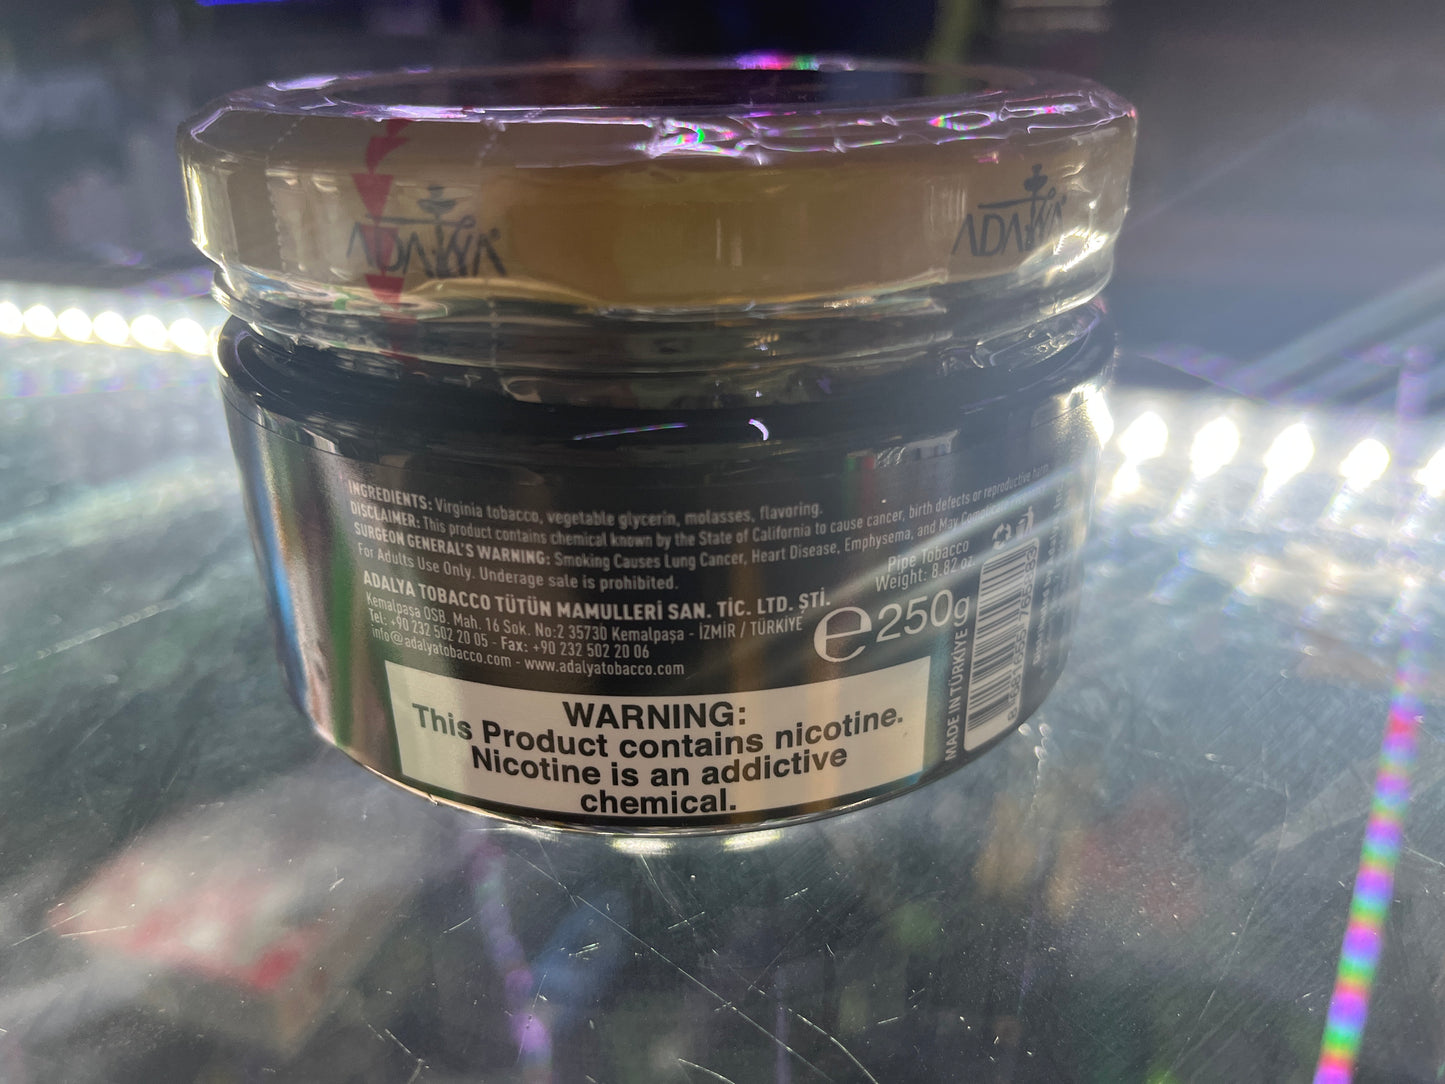 ADALYA
ADALYA
INGREDIENTS: Virginia tobacco, vegetable glycerin, molasses, flavoring.
DISCLAIMER: This product contains chemical known by the State of California to cause cancer, birth defects or reproductive harm.
SURGEON GENERAL'S WARNING: Smoking Causes Lung Cancer, Heart Disease, Emphysema, and May
For Adults Use Only. Underage sale is prohibited.
ADALYA TOBACCO TÜTÜN MAMULLERİ SAN. TİC. LTD. ŞTİ.
Kemalpaşa OSB. Mah. 16 Sok. No:2 35730 Kemalpaşa - İZMİR / TÜRKİYE
Tel: +90 232 502 20 05 - Fax: +90 232 502 20 06
info@adalyatobacco.com - www.adalyatobacco.com
Pipe Tobacco
Weight: 8.82 oz.
e 250g
MADE IN TÜRKİYE
WARNING:
This Product contains nicotine.
Nicotine is an addictive
chemical.